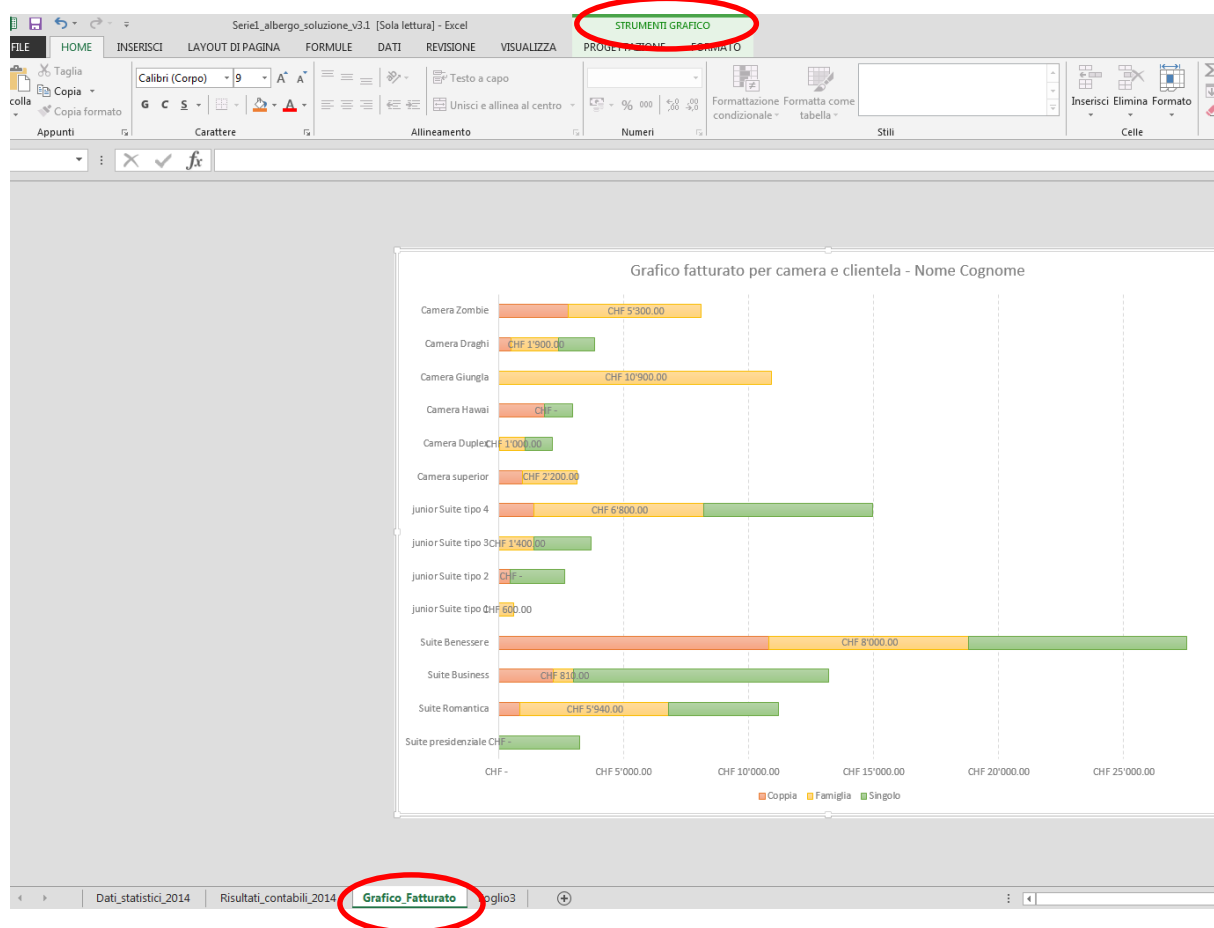 Serie1_albergo_soluzione_v3.1 [Sola lettura] - Excel
STRUMENTI GRAFICO
FILE HOME INSERISCI LAYOUT DI PAGINA FORMULE DATI REVISIONE VISUALIZZA PROGETTAZIONE FORMATO
Taglia
Copia
Copia formato
Appunti
Calibri (Corpo) 9 A A
G C S A
Carattere
Testo a capo
Unisci e allinea al centro
Allineamento
% 000
Numeri
Formattazione condizionale
Formatta come tabella
Stili
Inserisci Elimina Formato
Celle
fx
Grafico fatturato per camera e clientela - Nome Cognome
Camera Zombie CHF 5'300.00
Camera Draghi CHF 1'900.00
Camera Giungla CHF 10'900.00
Camera Hawai CHF -
Camera Duplex CHF 1'000.00
Camera superior CHF 2'200.00
junior Suite tipo 4 CHF 6'800.00
junior Suite tipo 3 CHF 1'400.00
junior Suite tipo 2 CHF -
junior Suite tipo 1 CHF 600.00
Suite Benessere CHF 8'000.00
Suite Business CHF 810.00
Suite Romantica CHF 5'940.00
Suite presidenziale CHF -
CHF - CHF 5'000.00 CHF 10'000.00 CHF 15'000.00 CHF 20'000.00 CHF 25'000.00
Coppia Famiglia Singolo
Dati_statistici_2014 Risultati_contabili_2014 Grafico_Fatturato oglio3